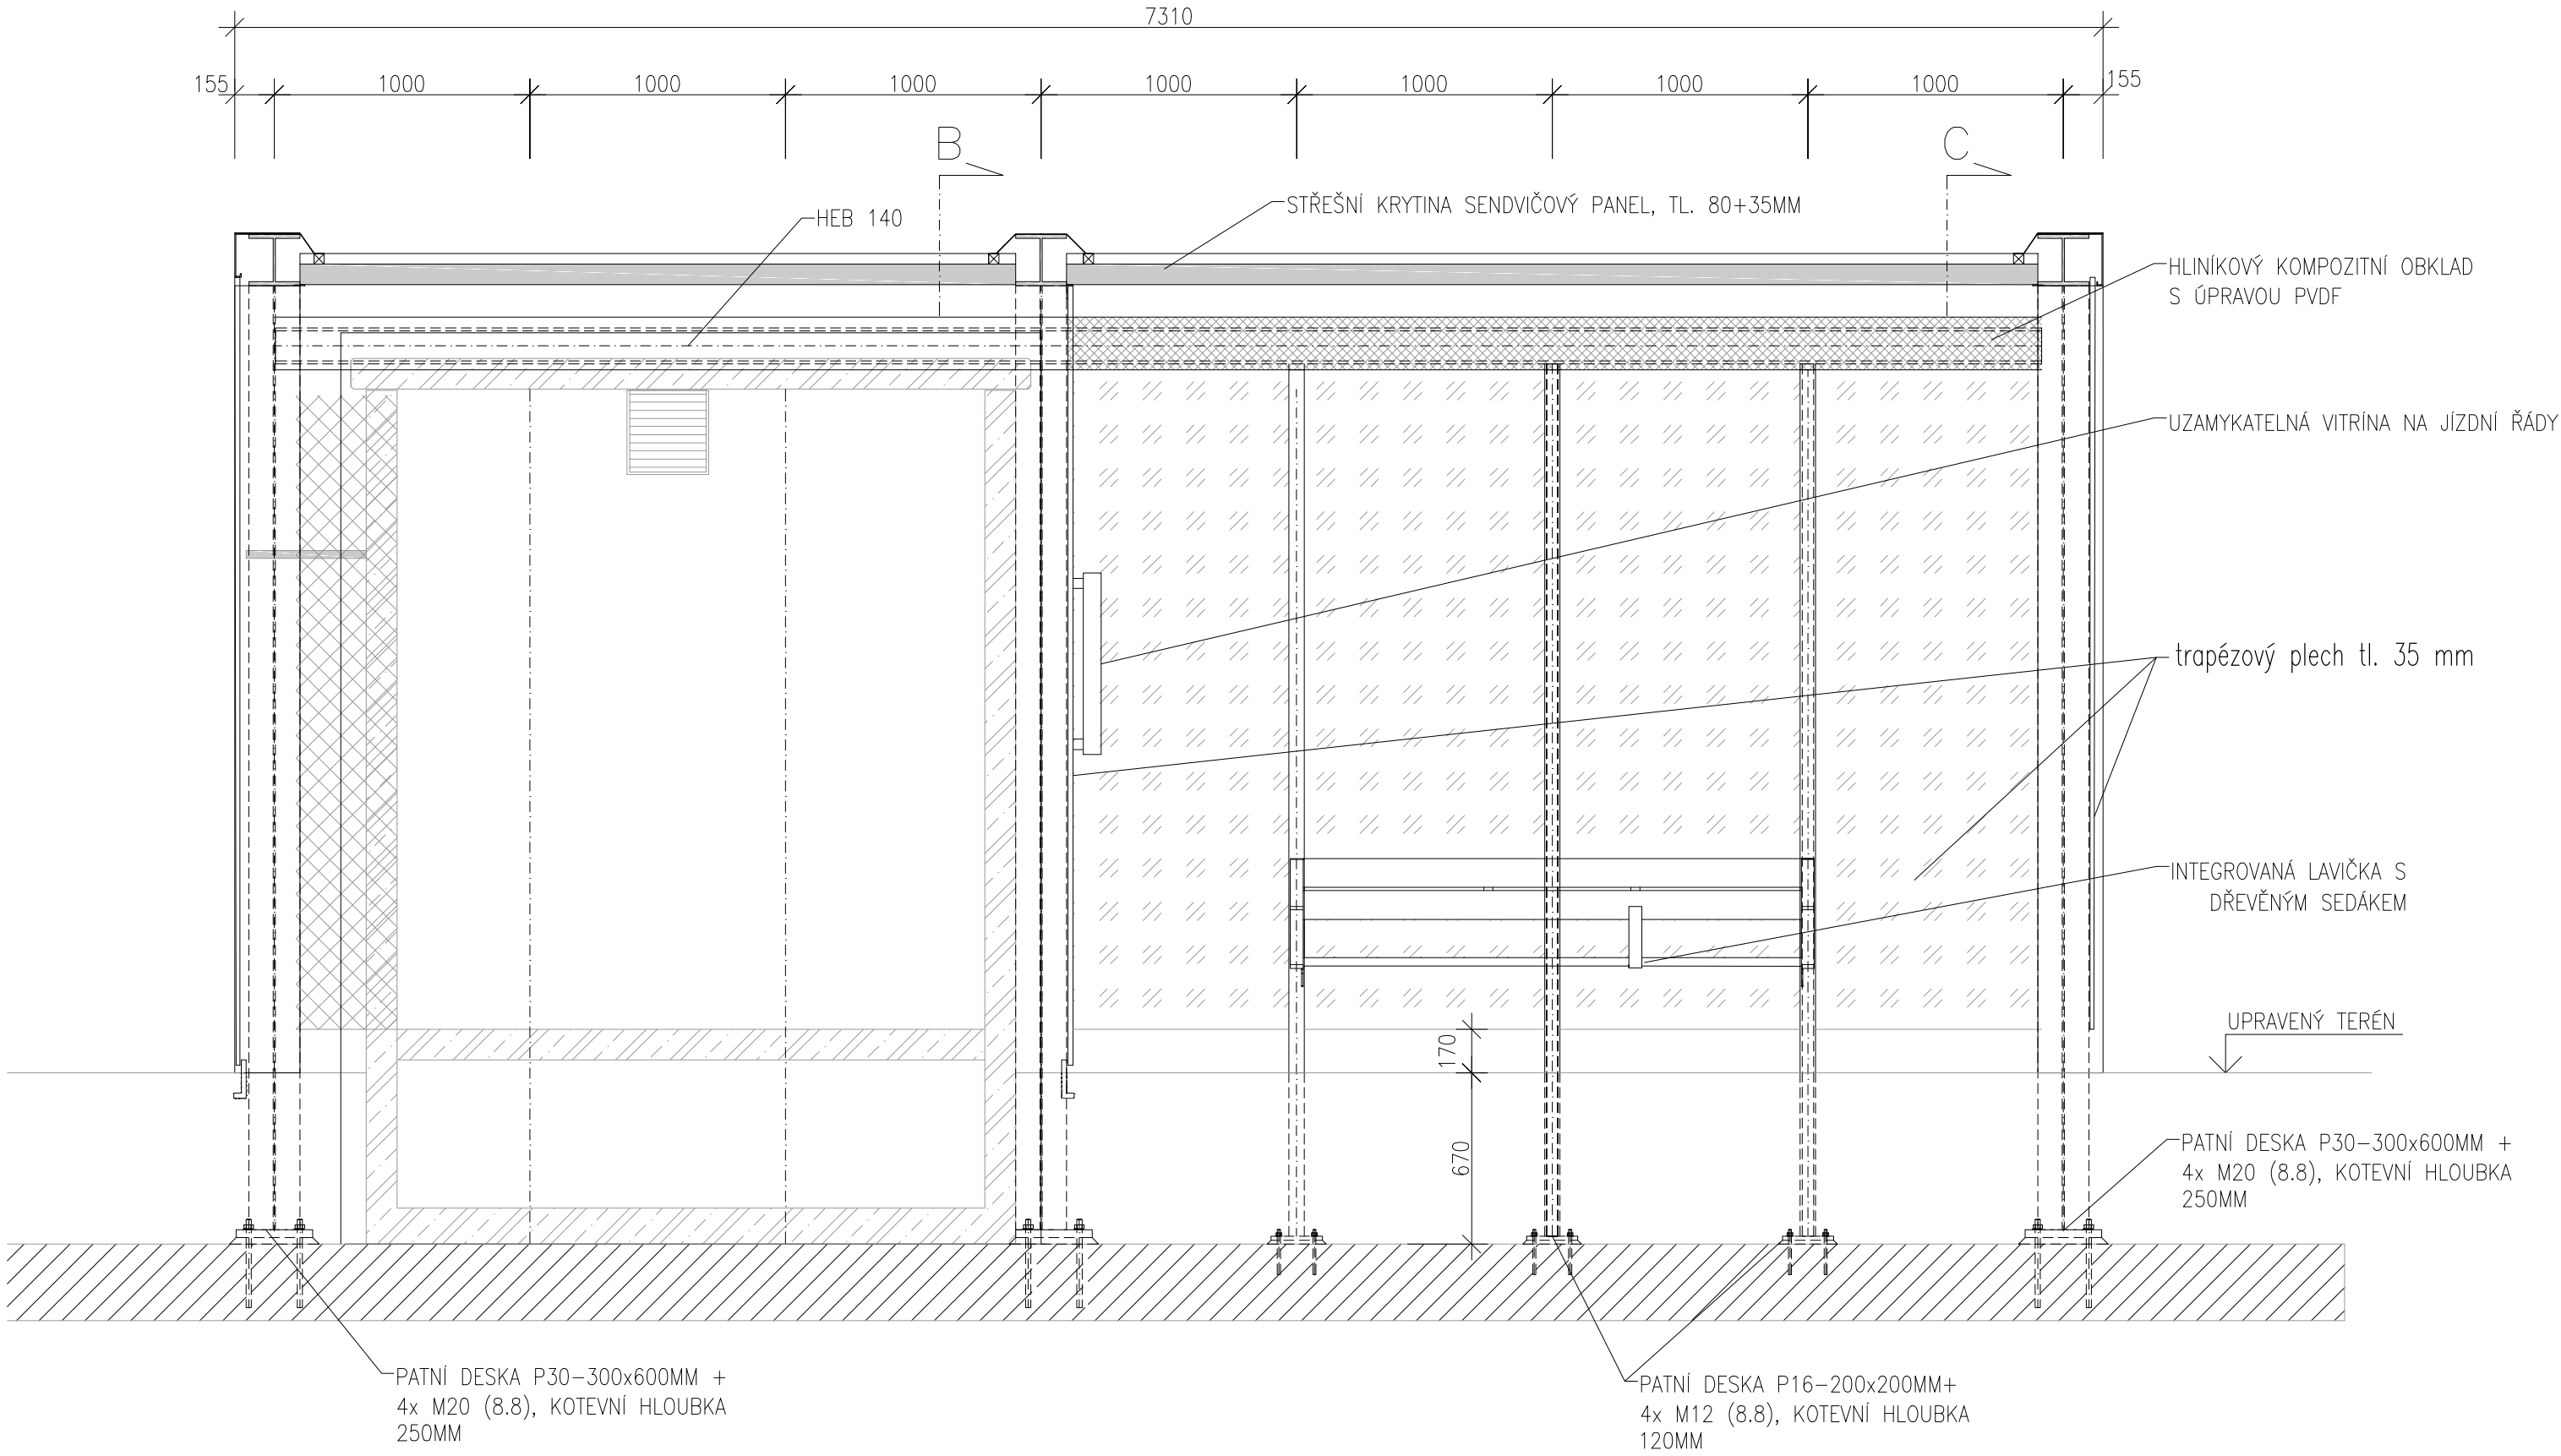 7310
155 1000 1000 1000 1000 1000 1000 1000 155
B
C
HEB 140
STŘEŠNÍ KRYTINA SENDVIČOVÝ PANEL, TL. 80+35MM
HLINÍKOVÝ KOMPOZITNÍ OBKLAD
S ÚPRAVOU PVDF
UZAMYKATELNÁ VITRÍNA NA JÍZDNÍ ŘÁDY
trapézový plech tl. 35 mm
INTEGROVANÁ LAVIČKA S
DŘEVĚNÝM SEDÁKEM
UPRAVENÝ TERÉN
170
670
PATNÍ DESKA P30-300x600MM +
4x M20 (8.8), KOTEVNÍ HLOUBKA
250MM
PATNÍ DESKA P30-300x600MM +
4x M20 (8.8), KOTEVNÍ HLOUBKA
250MM
PATNÍ DESKA P16-200x200MM+
4x M12 (8.8), KOTEVNÍ HLOUBKA
120MM